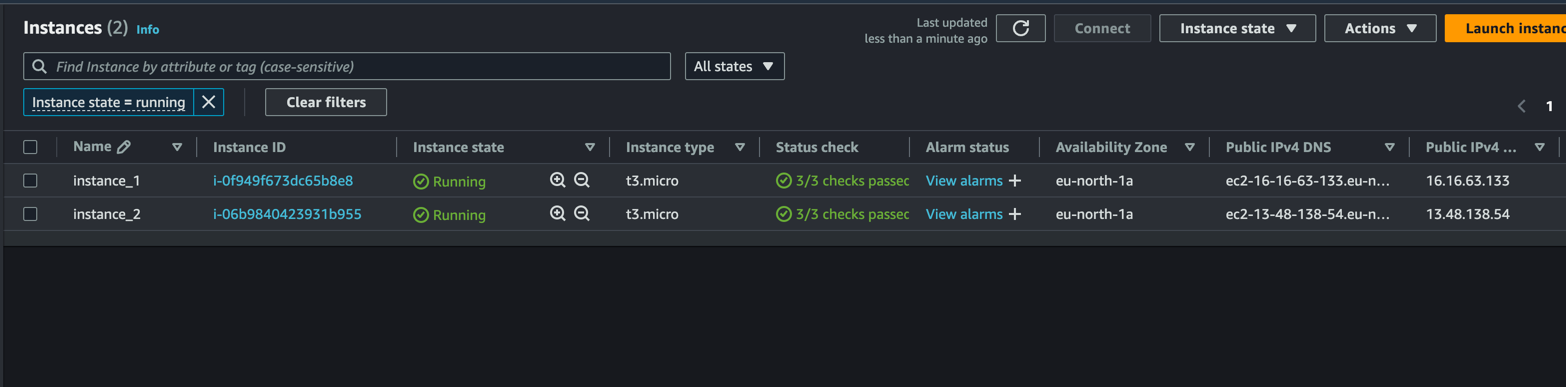 Instances (2) Info
Last updated
less than a minute ago
Connect
Instance state
Actions
Launch instanc
Find Instance by attribute or tag (case-sensitive)
All states
Instance state = running
Clear filters
1
Name Instance ID Instance state Instance type Status check Alarm status Availability Zone Public IPv4 DNS Public IPv4 ...
instance_1 i-0f949f673dc65b8e8 Running t3.micro 3/3 checks passec View alarms + eu-north-1a ec2-16-16-63-133.eu-n... 16.16.63.133
instance_2 i-06b9840423931b955 Running t3.micro 3/3 checks passec View alarms + eu-north-1a ec2-13-48-138-54.eu-n... 13.48.138.54